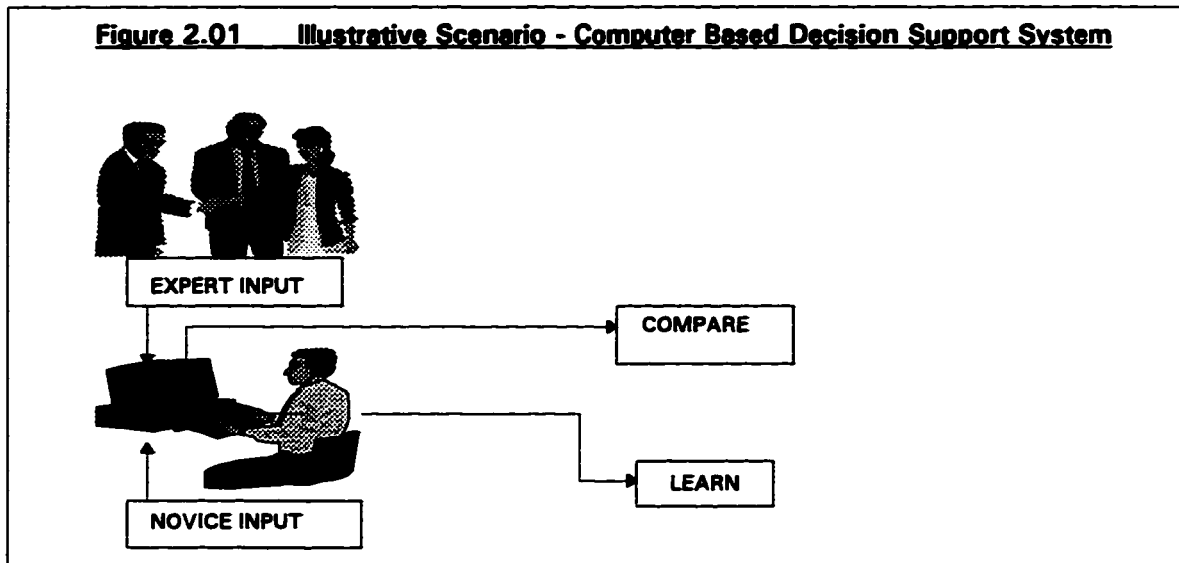 Figure 2.01 Illustrative Scenario - Computer Based Decision Support System
EXPERT INPUT
COMPARE
LEARN
NOVICE INPUT